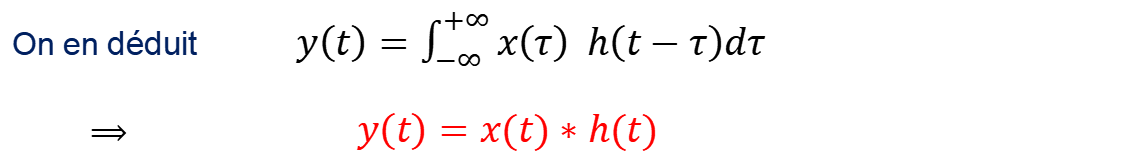 On en déduit y(t) = ∫_{−∞}^{+∞} x(τ) h(t − τ)dτ
⟹ y(t) = x(t) ∗ h(t)